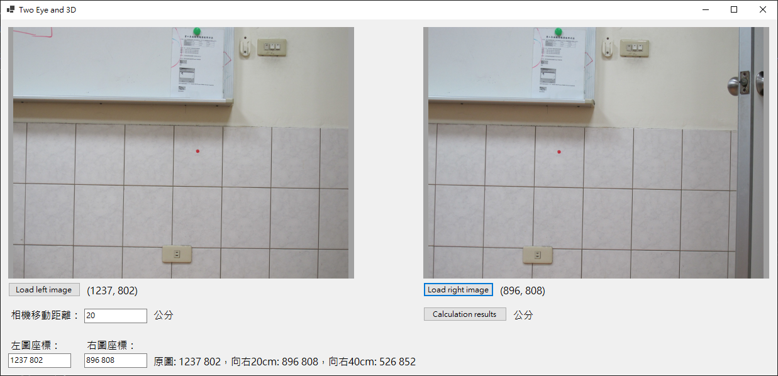 Two Eye and 3D
Load left image (1237, 802)
Load right image (896, 808)
相機移動距離： 20 公分
Calculation results 公分
左圖座標： 右圖座標：
1237 802 896 808 原圖: 1237 802，向右20cm: 896 808，向右40cm: 526 852